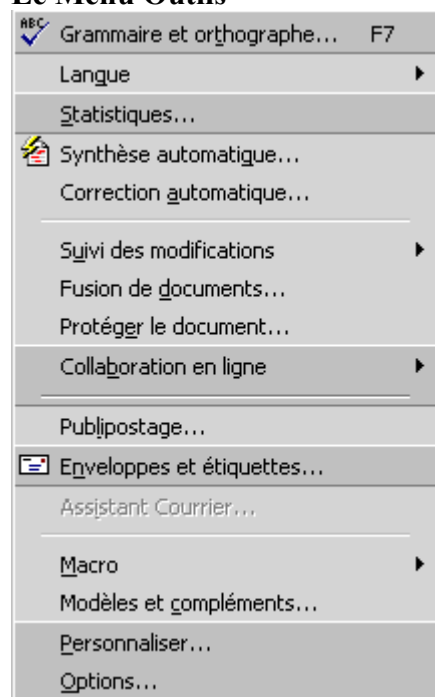 Le Menu Outils
ABC Grammaire et orthographe... F7
Langue
Statistiques...
Synthèse automatique...
Correction automatique...
Suivi des modifications
Fusion de documents...
Protéger le document...
Collaboration en ligne
Publipostage...
Enveloppes et étiquettes...
Assistant Courrier...
Macro
Modèles et compléments...
Personnaliser...
Options...